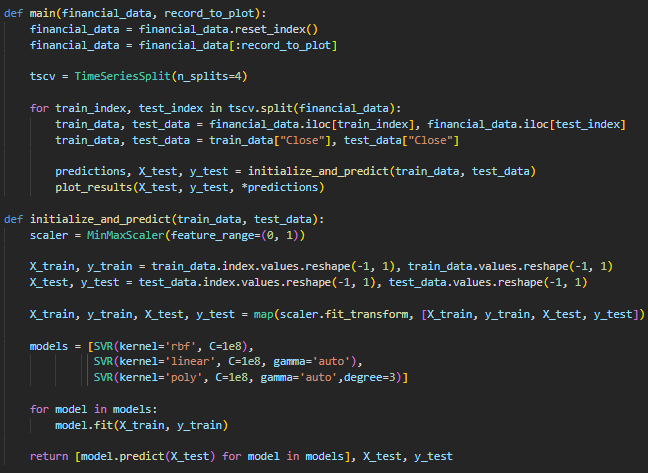 def main(financial_data, record_to_plot):
    financial_data = financial_data.reset_index()
    financial_data = financial_data[:record_to_plot]

    tscv = TimeSeriesSplit(n_splits=4)

    for train_index, test_index in tscv.split(financial_data):
        train_data, test_data = financial_data.iloc[train_index], financial_data.iloc[test_index]
        train_data, test_data = train_data["Close"], test_data["Close"]

        predictions, X_test, y_test = initialize_and_predict(train_data, test_data)
        plot_results(X_test, y_test, *predictions)

def initialize_and_predict(train_data, test_data):
    scaler = MinMaxScaler(feature_range=(0, 1))

    X_train, y_train = train_data.index.values.reshape(-1, 1), train_data.values.reshape(-1, 1)
    X_test, y_test = test_data.index.values.reshape(-1, 1), test_data.values.reshape(-1, 1)

    X_train, y_train, X_test, y_test = map(scaler.fit_transform, [X_train, y_train, X_test, y_test])

    models = [SVR(kernel='rbf', C=1e8),
              SVR(kernel='linear', C=1e8, gamma='auto'),
              SVR(kernel='poly', C=1e8, gamma='auto',degree=3)]

    for model in models:
        model.fit(X_train, y_train)

    return [model.predict(X_test) for model in models], X_test, y_test